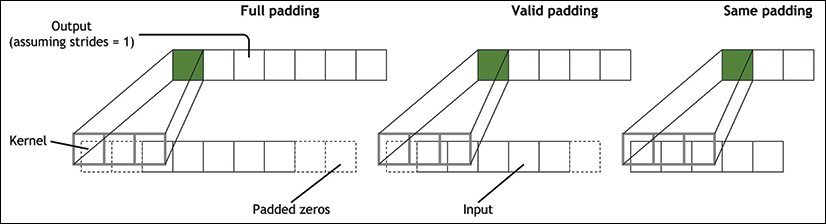 Full padding
Valid padding
Same padding
Output
(assuming strides = 1)
Kernel
Padded zeros
Input